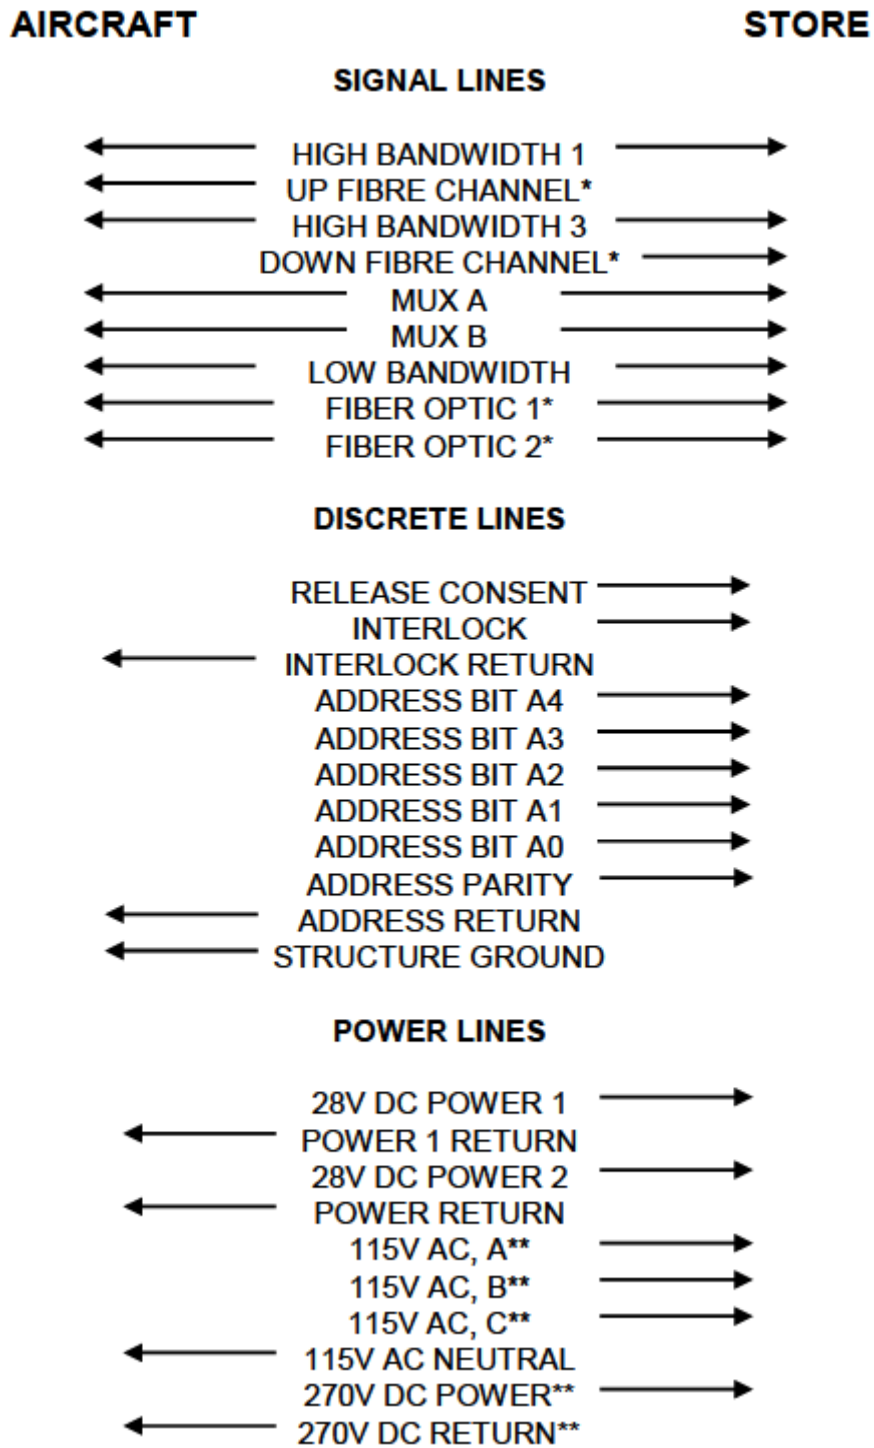 AIRCRAFT STORE
SIGNAL LINES
HIGH BANDWIDTH 1
UP FIBRE CHANNEL*
HIGH BANDWIDTH 3
DOWN FIBRE CHANNEL*
MUX A
MUX B
LOW BANDWIDTH
FIBER OPTIC 1*
FIBER OPTIC 2*
DISCRETE LINES
RELEASE CONSENT
INTERLOCK
INTERLOCK RETURN
ADDRESS BIT A4
ADDRESS BIT A3
ADDRESS BIT A2
ADDRESS BIT A1
ADDRESS BIT A0
ADDRESS PARITY
ADDRESS RETURN
STRUCTURE GROUND
POWER LINES
28V DC POWER 1
POWER 1 RETURN
28V DC POWER 2
POWER RETURN
115V AC, A**
115V AC, B**
115V AC, C**
115V AC NEUTRAL
270V DC POWER**
270V DC RETURN**